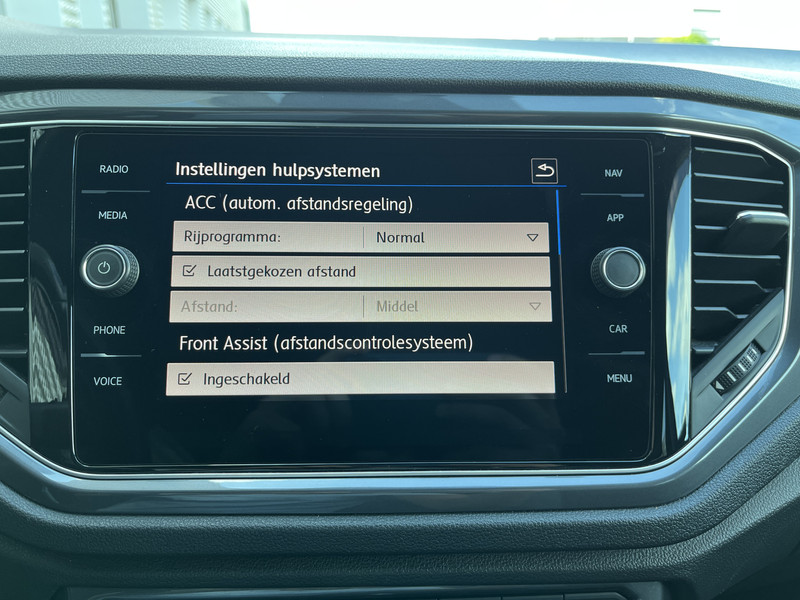 RADIO
MEDIA
PHONE
VOICE
Instellingen hulpsystemen
ACC (autom. afstandsregeling)
Rijprogramma: Normal
Laatstgekozen afstand
Afstand: Middel
Front Assist (afstandscontrolesysteem)
Ingeschakeld
NAV
APP
CAR
MENU